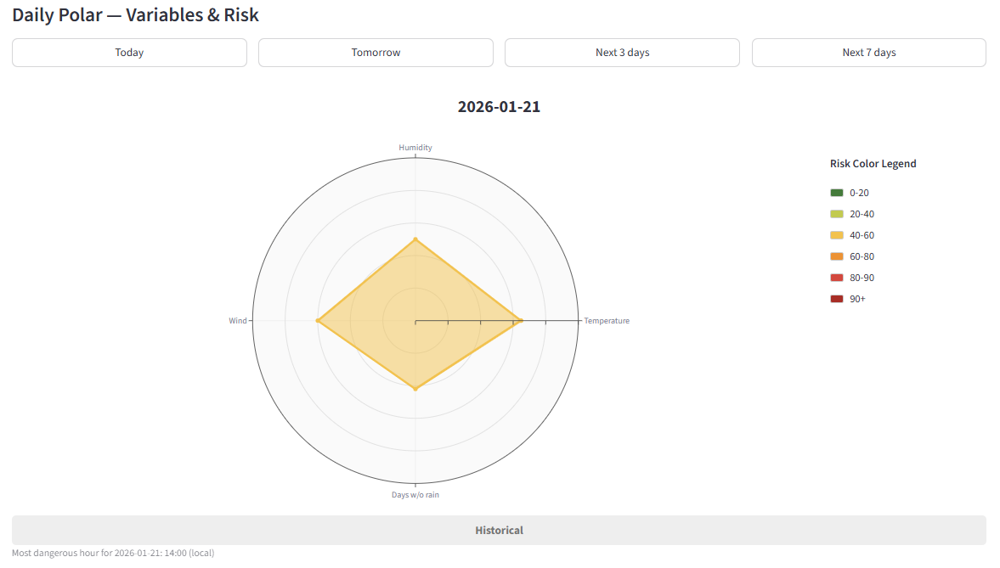 Daily Polar — Variables & Risk
Today
Tomorrow
Next 3 days
Next 7 days
2026-01-21
Humidity
Wind
Temperature
Days w/o rain
Risk Color Legend
0-20
20-40
40-60
60-80
80-90
90+
Historical
Most dangerous hour for 2026-01-21: 14:00 (local)